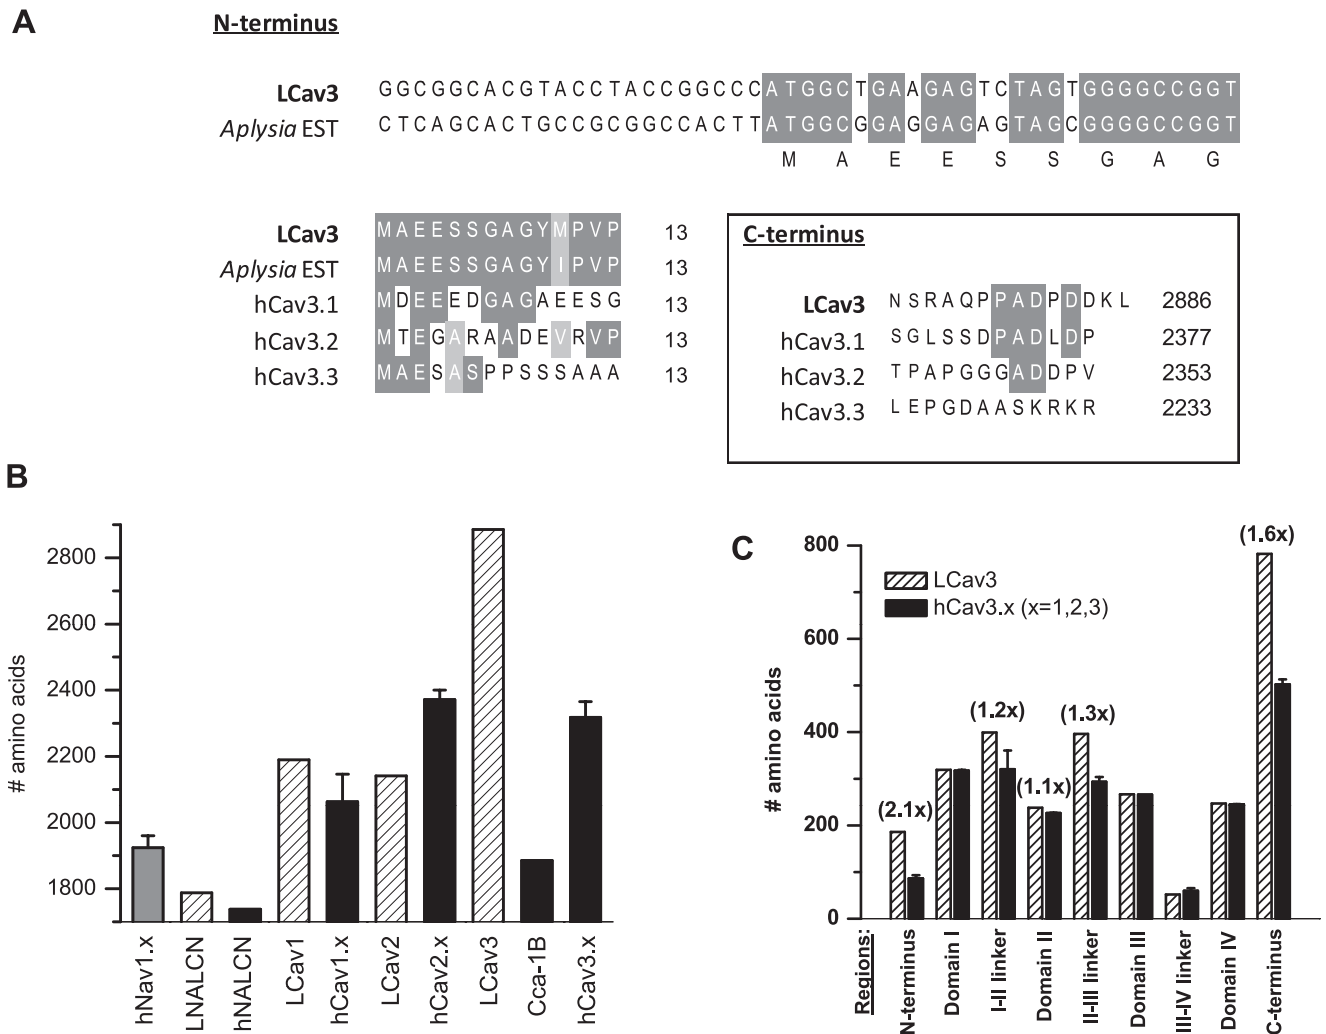 A
N-terminus
LCav3 GGCGGCACGTACCTACCGGCCCATGGCTGAAGAGTCTAGTGGGGCCGGT
Aplysia EST CTCAGCACTGCCGCGGCCACTTATGGCGGAGGAGAGTAGCGGGGCCGGT
M A E E S S G A G
LCav3 MAEESSGAGYMPVP 13
Aplysia EST MAEESSGAGYIPVP 13
hCav3.1 MDEEEDGAGAEESG 13
hCav3.2 MTEGARAADEVRVP 13
hCav3.3 MAESASPPSSSAAA 13
C-terminus
LCav3 NSRAQPPADPDDKL 2886
hCav3.1 SGLSSDPADLDP 2377
hCav3.2 TPAPGGGADDPV 2353
hCav3.3 LEPGDAASKRKR 2233
B
# amino acids
2800
2600
2400
2200
2000
1800
hNav1.x
LNALCN
hNALCN
LCav1
hCav1.x
LCav2
hCav2.x
LCav3
Cca-1B
hCav3.x
C
# amino acids
800
600
400
200
0
LCav3
hCav3.x (x=1,2,3)
(2.1x)
(1.2x)
(1.1x)
(1.3x)
(1.6x)
Regions:
N-terminus
Domain I
I-II linker
Domain II
II-III linker
Domain III
III-IV linker
Domain IV
C-terminus